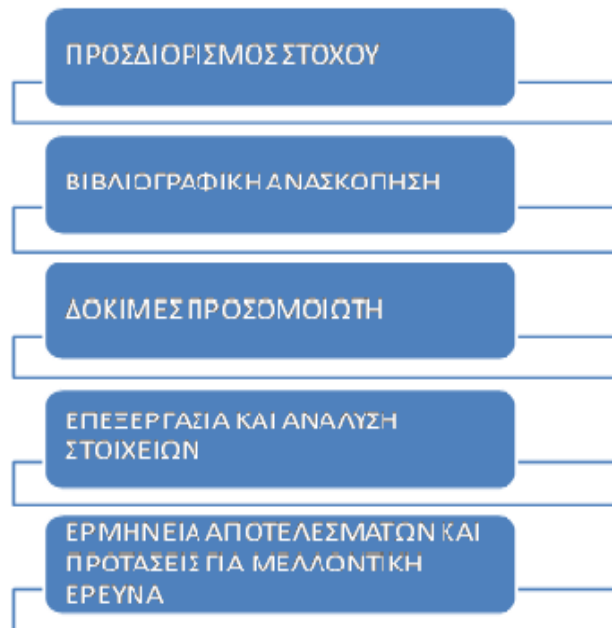 ΠΡΟΣΔΙΟΡΙΣΜΟΣ ΣΤΟΧΟΥ
ΒΙΒΛΙΟΓΡΑΦΙΚΗ ΑΝΑΣΚΟΠΗΣΗ
ΔΟΚΙΜΕΣ ΠΡΟΣΟΜΟΙΩΤΗ
ΕΠΕΞΕΡΓΑΣΙΑ ΚΑΙ ΑΝΑΛΥΣΗ
ΣΤΟΙΧΕΙΩΝ
ΕΡΜΗΝΕΙΑ ΑΠΟΤΕΛΕΣΜΑΤΩΝ ΚΑΙ
ΠΡΟΤΑΣΕΙΣ ΓΙΑ ΜΕΛΛΟΝΤΙΚΗ
ΕΡΕΥΝΑ